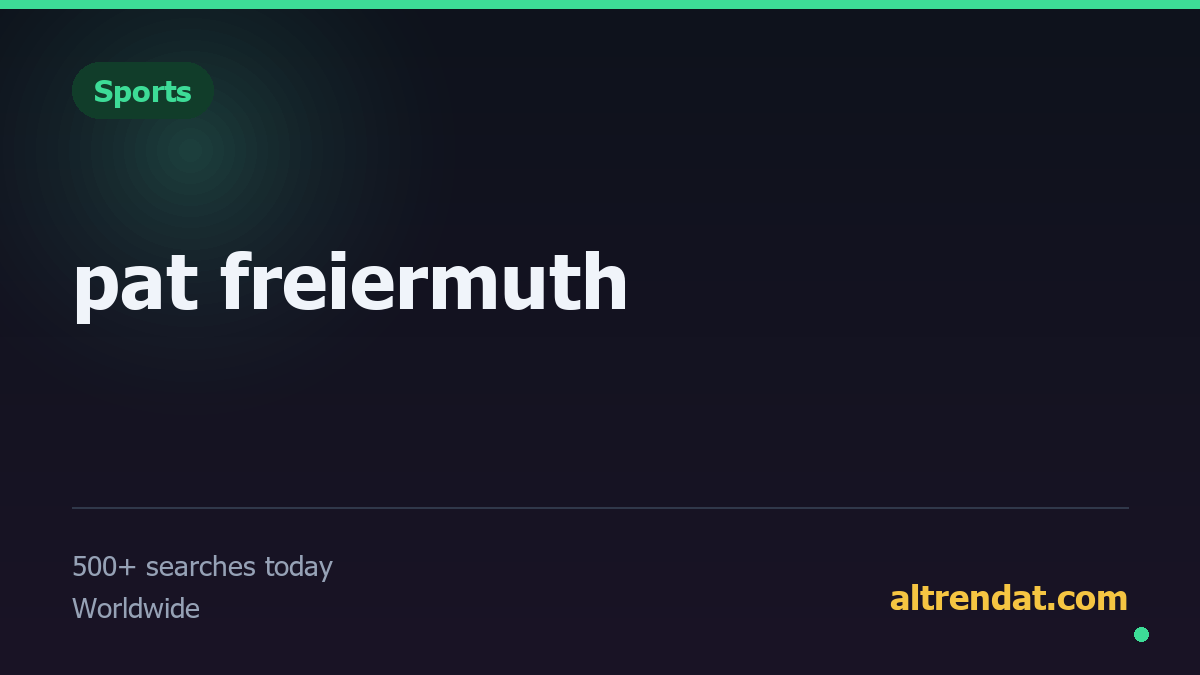 Sports
pat freiermuth
500+ searches today
Worldwide
altrendat.com